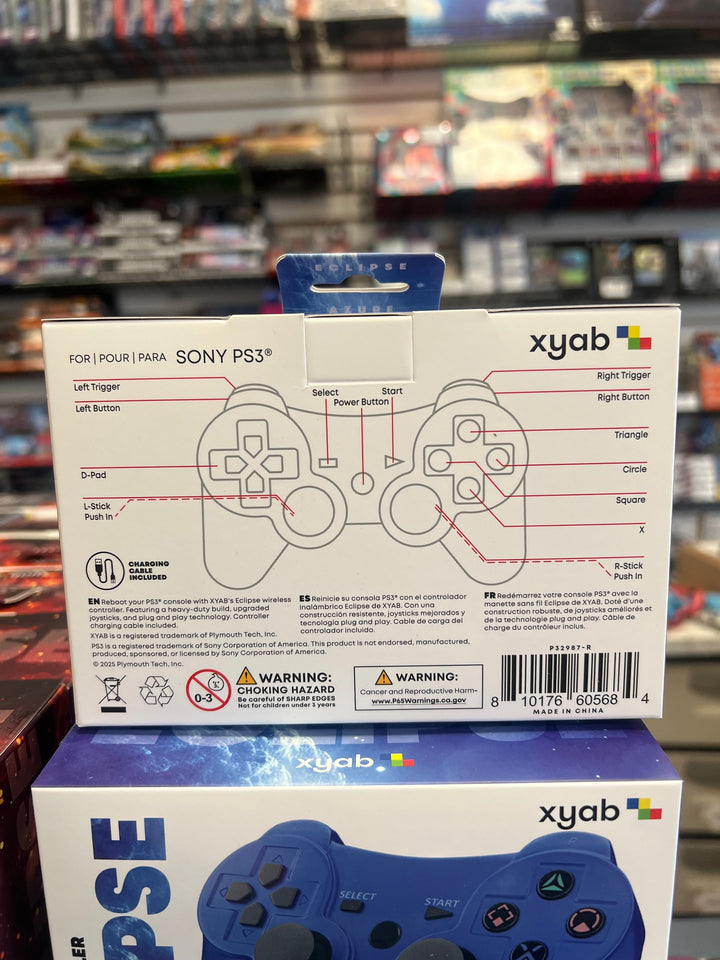 ECLIPSE
AZURE
FOR | POUR | PARA SONY PS3®
xyab
Left Trigger
Left Button
Select
Power Button
Start
Right Trigger
Right Button
Triangle
Circle
Square
X
D-Pad
L-Stick
Push In
R-Stick
Push In
CHARGING
CABLE
INCLUDED
EN Reboot your PS3® console with XYAB's Eclipse wireless
controller. Featuring a heavy-duty build, upgraded
joysticks, and plug and play technology. Controller
charging cable included.
XYAB is a registered trademark of Plymouth Tech, Inc.
PS3 is a registered trademark of Sony Corporation of America. This product is not endorsed, manufactured,
produced, sponsored, or licensed by Sony Corporation of America.
© 2025 Plymouth Tech, Inc.
ES Reinicie su consola PS3® con el controlador
inalámbrico Eclipse de XYAB. Con una
construcción resistente, joysticks mejorados y
tecnología plug and play. Cable de carga del
controlador incluido.
FR Redémarrez votre console PS3® avec la
manette sans fil Eclipse de XYAB. Doté d'une
construction robuste, de joysticks améliorés et
de la technologie plug and play. Câble de
charge du contrôleur inclus.
0-3
WARNING:
CHOKING HAZARD
Be careful of SHARP EDGES
Not for children under 3 years
WARNING:
Cancer and Reproductive Harm-
www.P65Warnings.ca.gov
P32987-R
8 10176 60568 4
MADE IN CHINA
xyab
xyab
SELECT
START
R